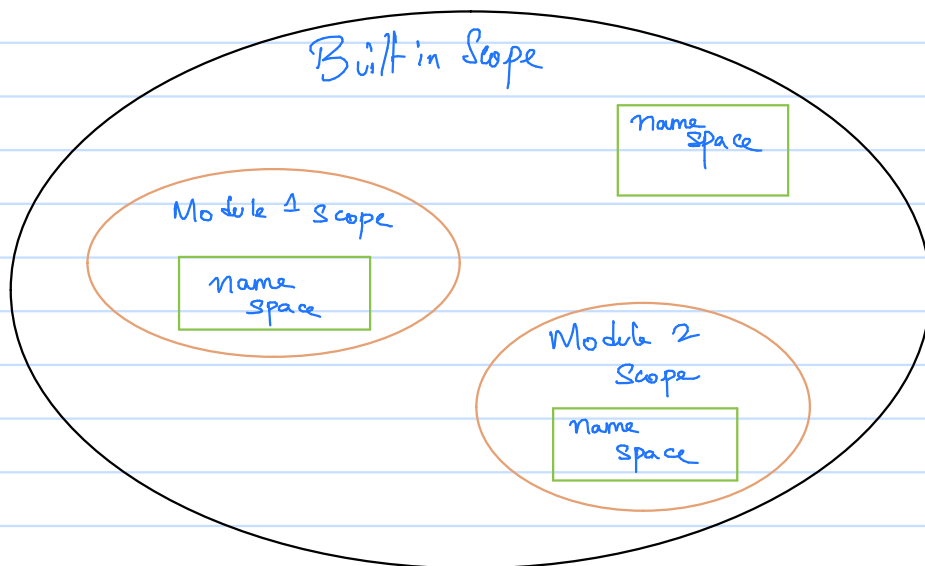 Built in Scope
Name
space
Module 1 Scope
Name
space
Module 2
Scope
Name
space